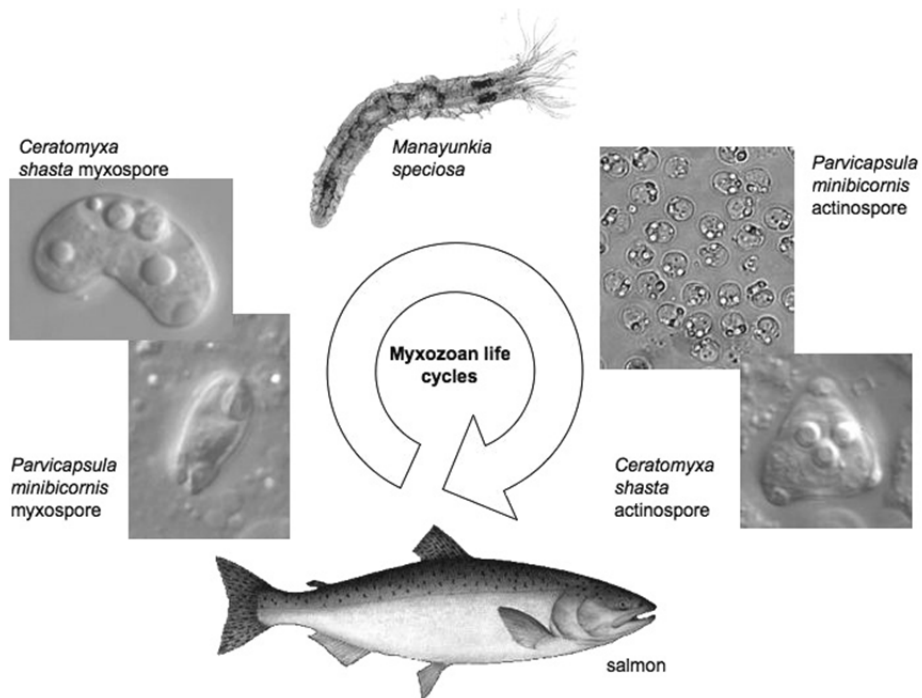 Ceratomyxa
shasta myxospore
Manayunkia
speciosa
Parvicapsula
minibicornis
actinospore
Myxozoan life
cycles
Parvicapsula
minibicornis
myxospore
Ceratomyxa
shasta
actinospore
salmon